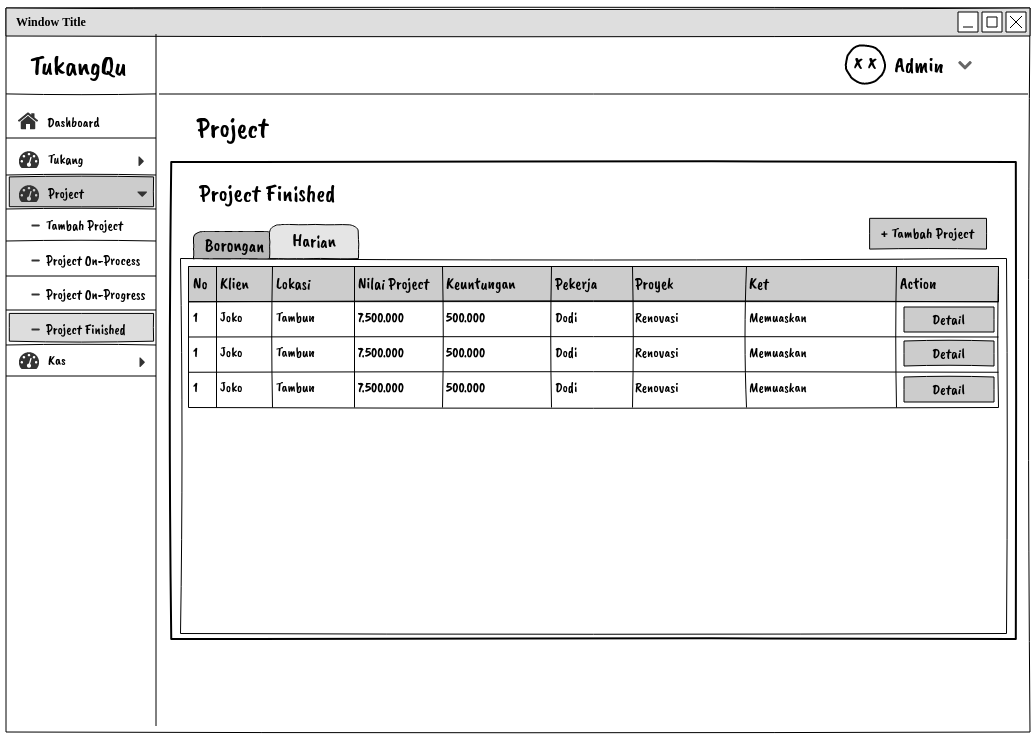 Window Title
TukangQu
Admin
Dashboard
Tukang
Project
– Tambah Project
– Project On-Process
– Project On-Progress
– Project Finished
Kas
Project
Project Finished
Borongan Harian
+ Tambah Project
No Klien Lokasi Nilai Project Keuntungan Pekerja Proyek Ket Action
1 Joko Tambun 7.500.000 500.000 Dodi Renovasi Memuaskan Detail
1 Joko Tambun 7.500.000 500.000 Dodi Renovasi Memuaskan Detail
1 Joko Tambun 7.500.000 500.000 Dodi Renovasi Memuaskan Detail